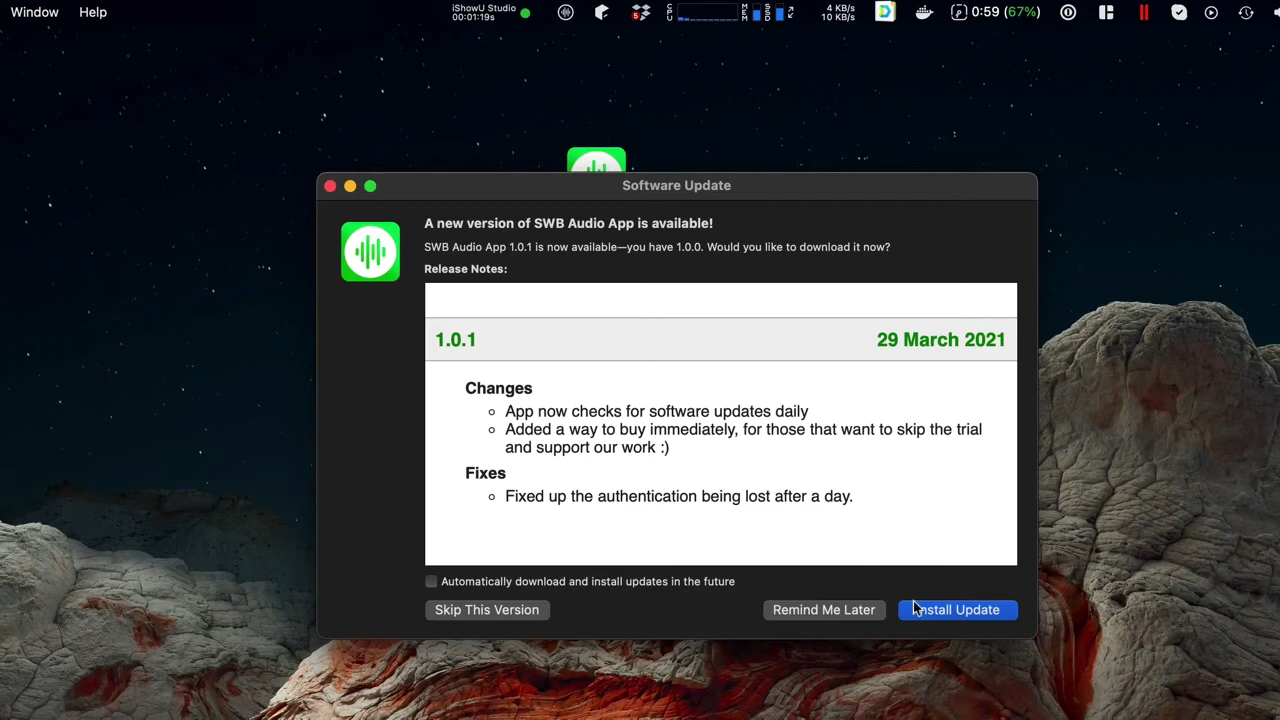 Window Help
iShowU Studio
00:01:19s
5
CPU
MEM
SSD
4 KB/s
10 KB/s
0:59 (67%)
Software Update
A new version of SWB Audio App is available!
SWB Audio App 1.0.1 is now available—you have 1.0.0. Would you like to download it now?
Release Notes:
1.0.1 29 March 2021
Changes
App now checks for software updates daily
Added a way to buy immediately, for those that want to skip the trial
and support our work :)
Fixes
Fixed up the authentication being lost after a day.
Automatically download and install updates in the future
Skip This Version Remind Me Later Install Update